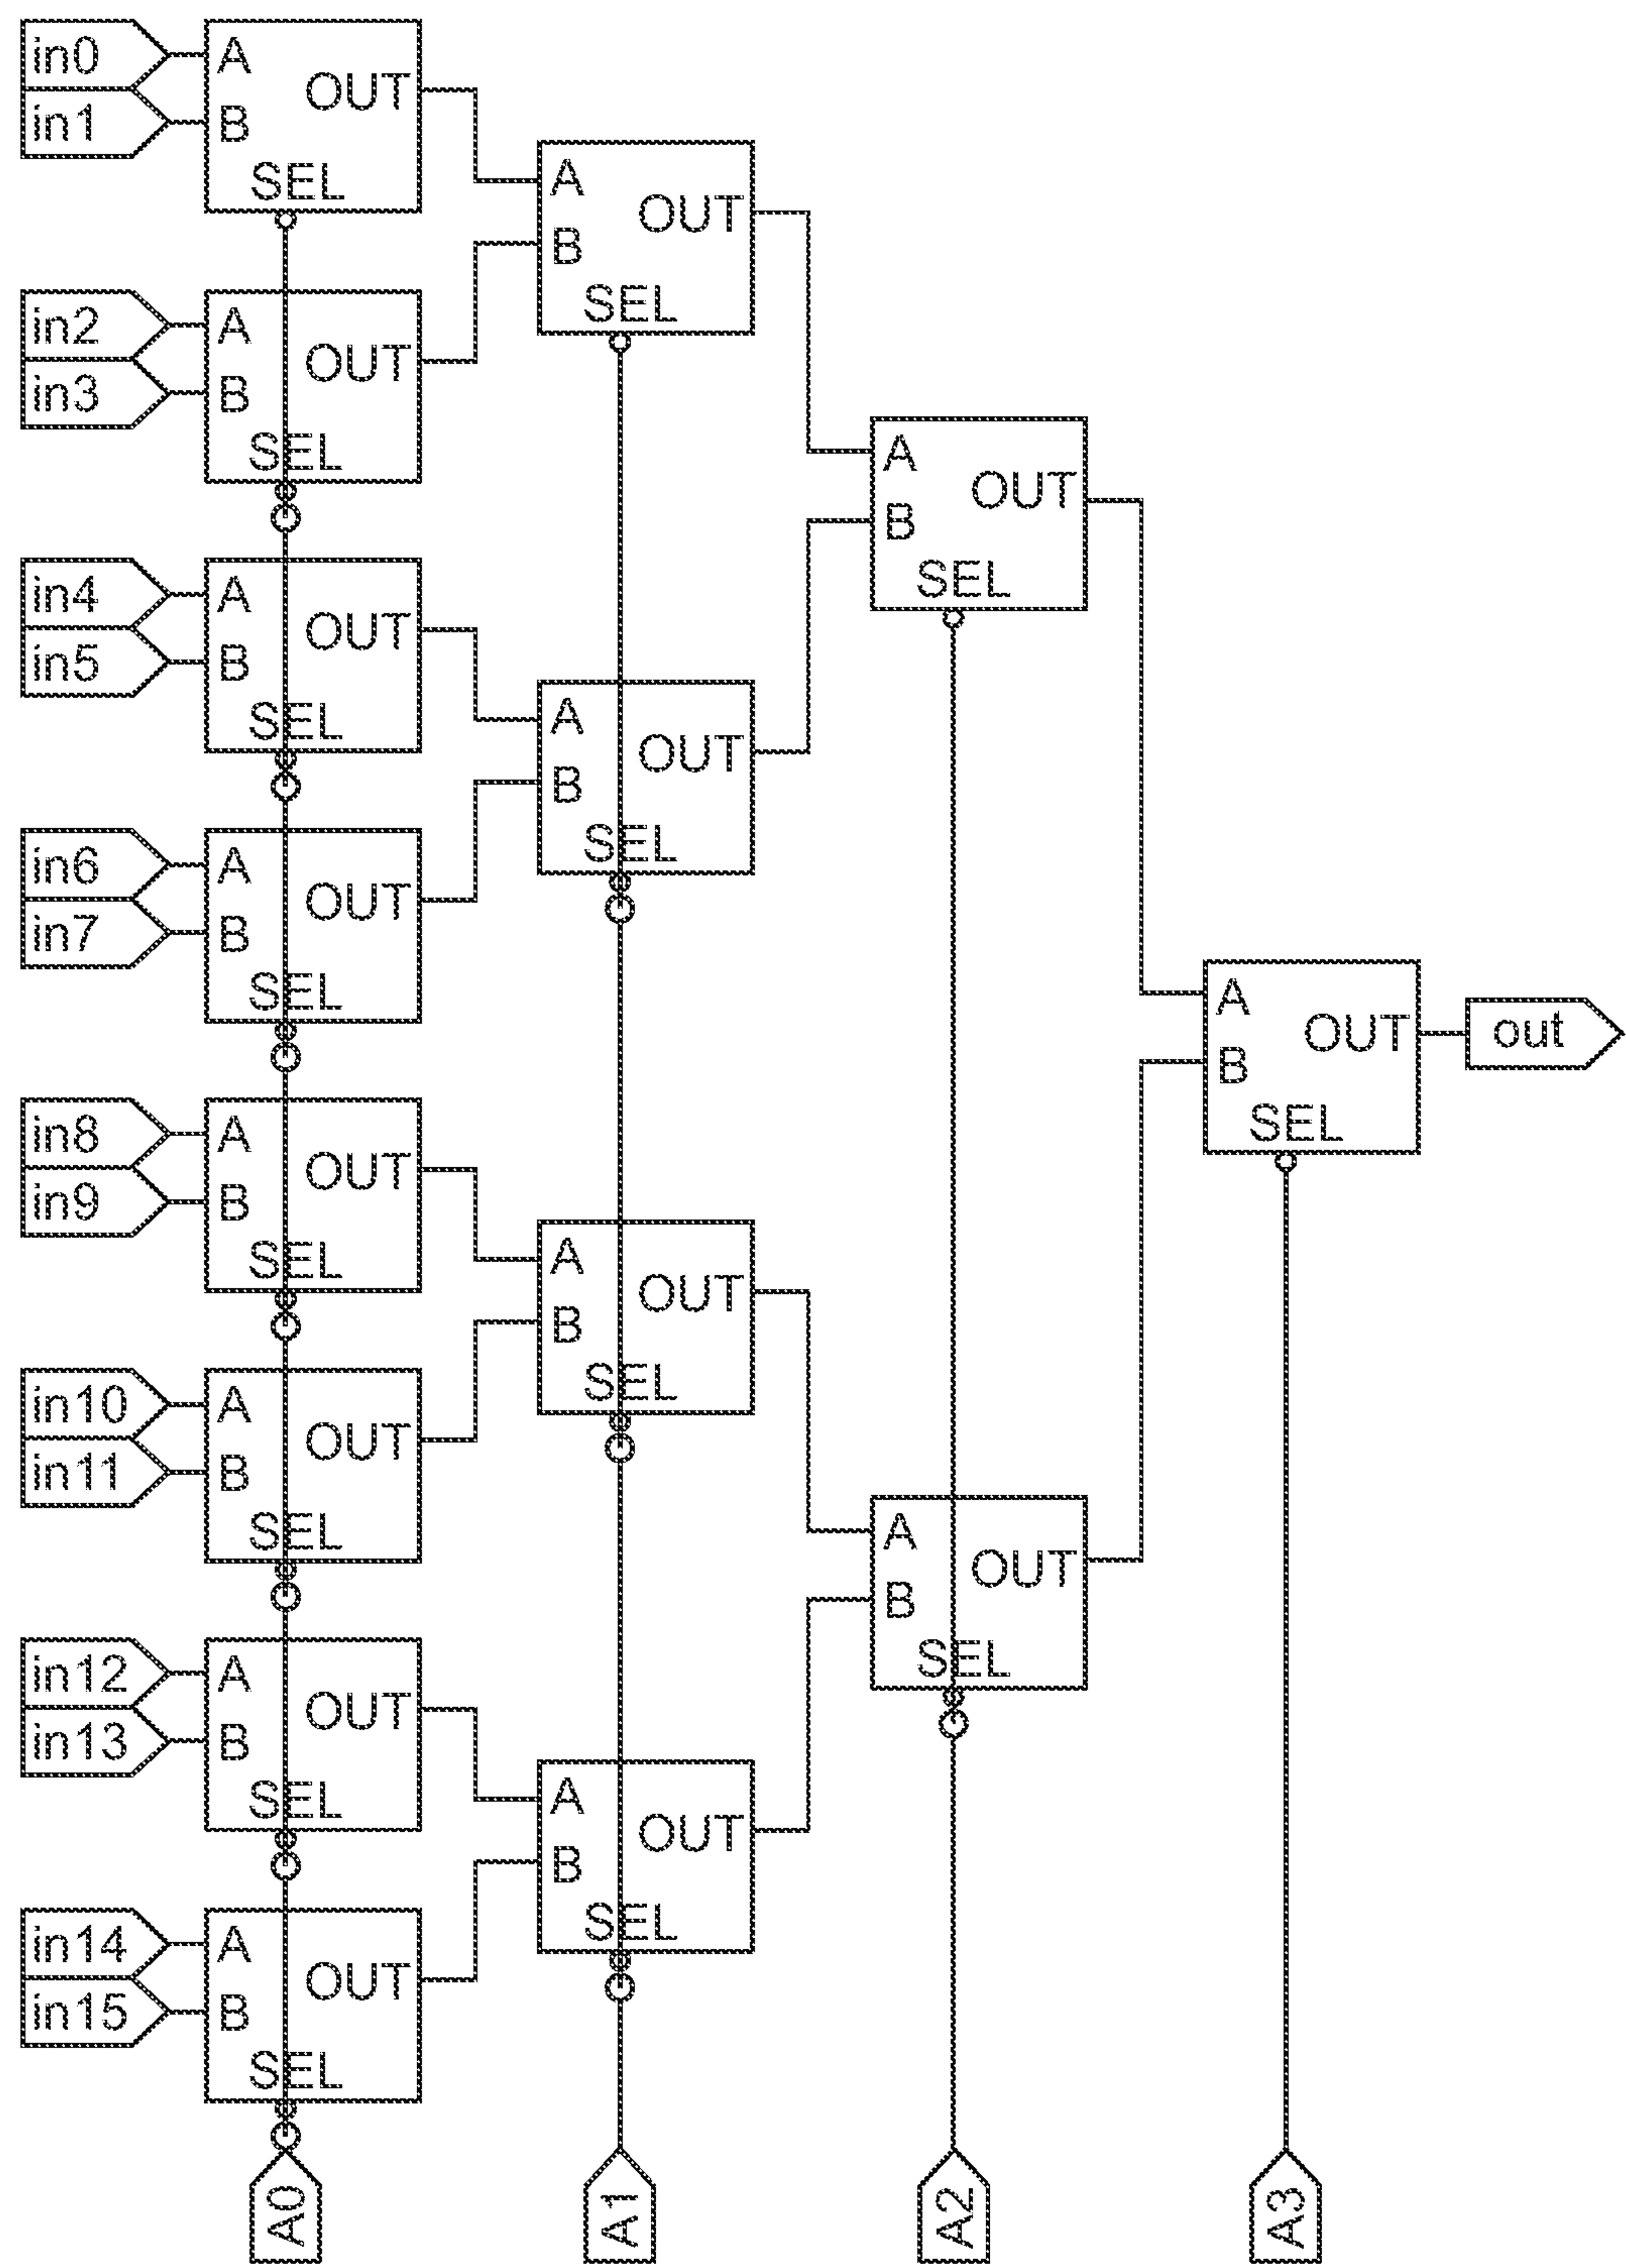 in0
in1
A
B
OUT
SEL
in2
in3
A
B
OUT
SEL
in4
in5
A
B
OUT
SEL
in6
in7
A
B
OUT
SEL
in8
in9
A
B
OUT
SEL
in10
in11
A
B
OUT
SEL
in12
in13
A
B
OUT
SEL
in14
in15
A
B
OUT
SEL
A
B
OUT
SEL
A
B
OUT
SEL
A
B
OUT
SEL
A
B
OUT
SEL
A
B
OUT
SEL
A
B
OUT
SEL
A
B
OUT
SEL
out
A0
A1
A2
A3